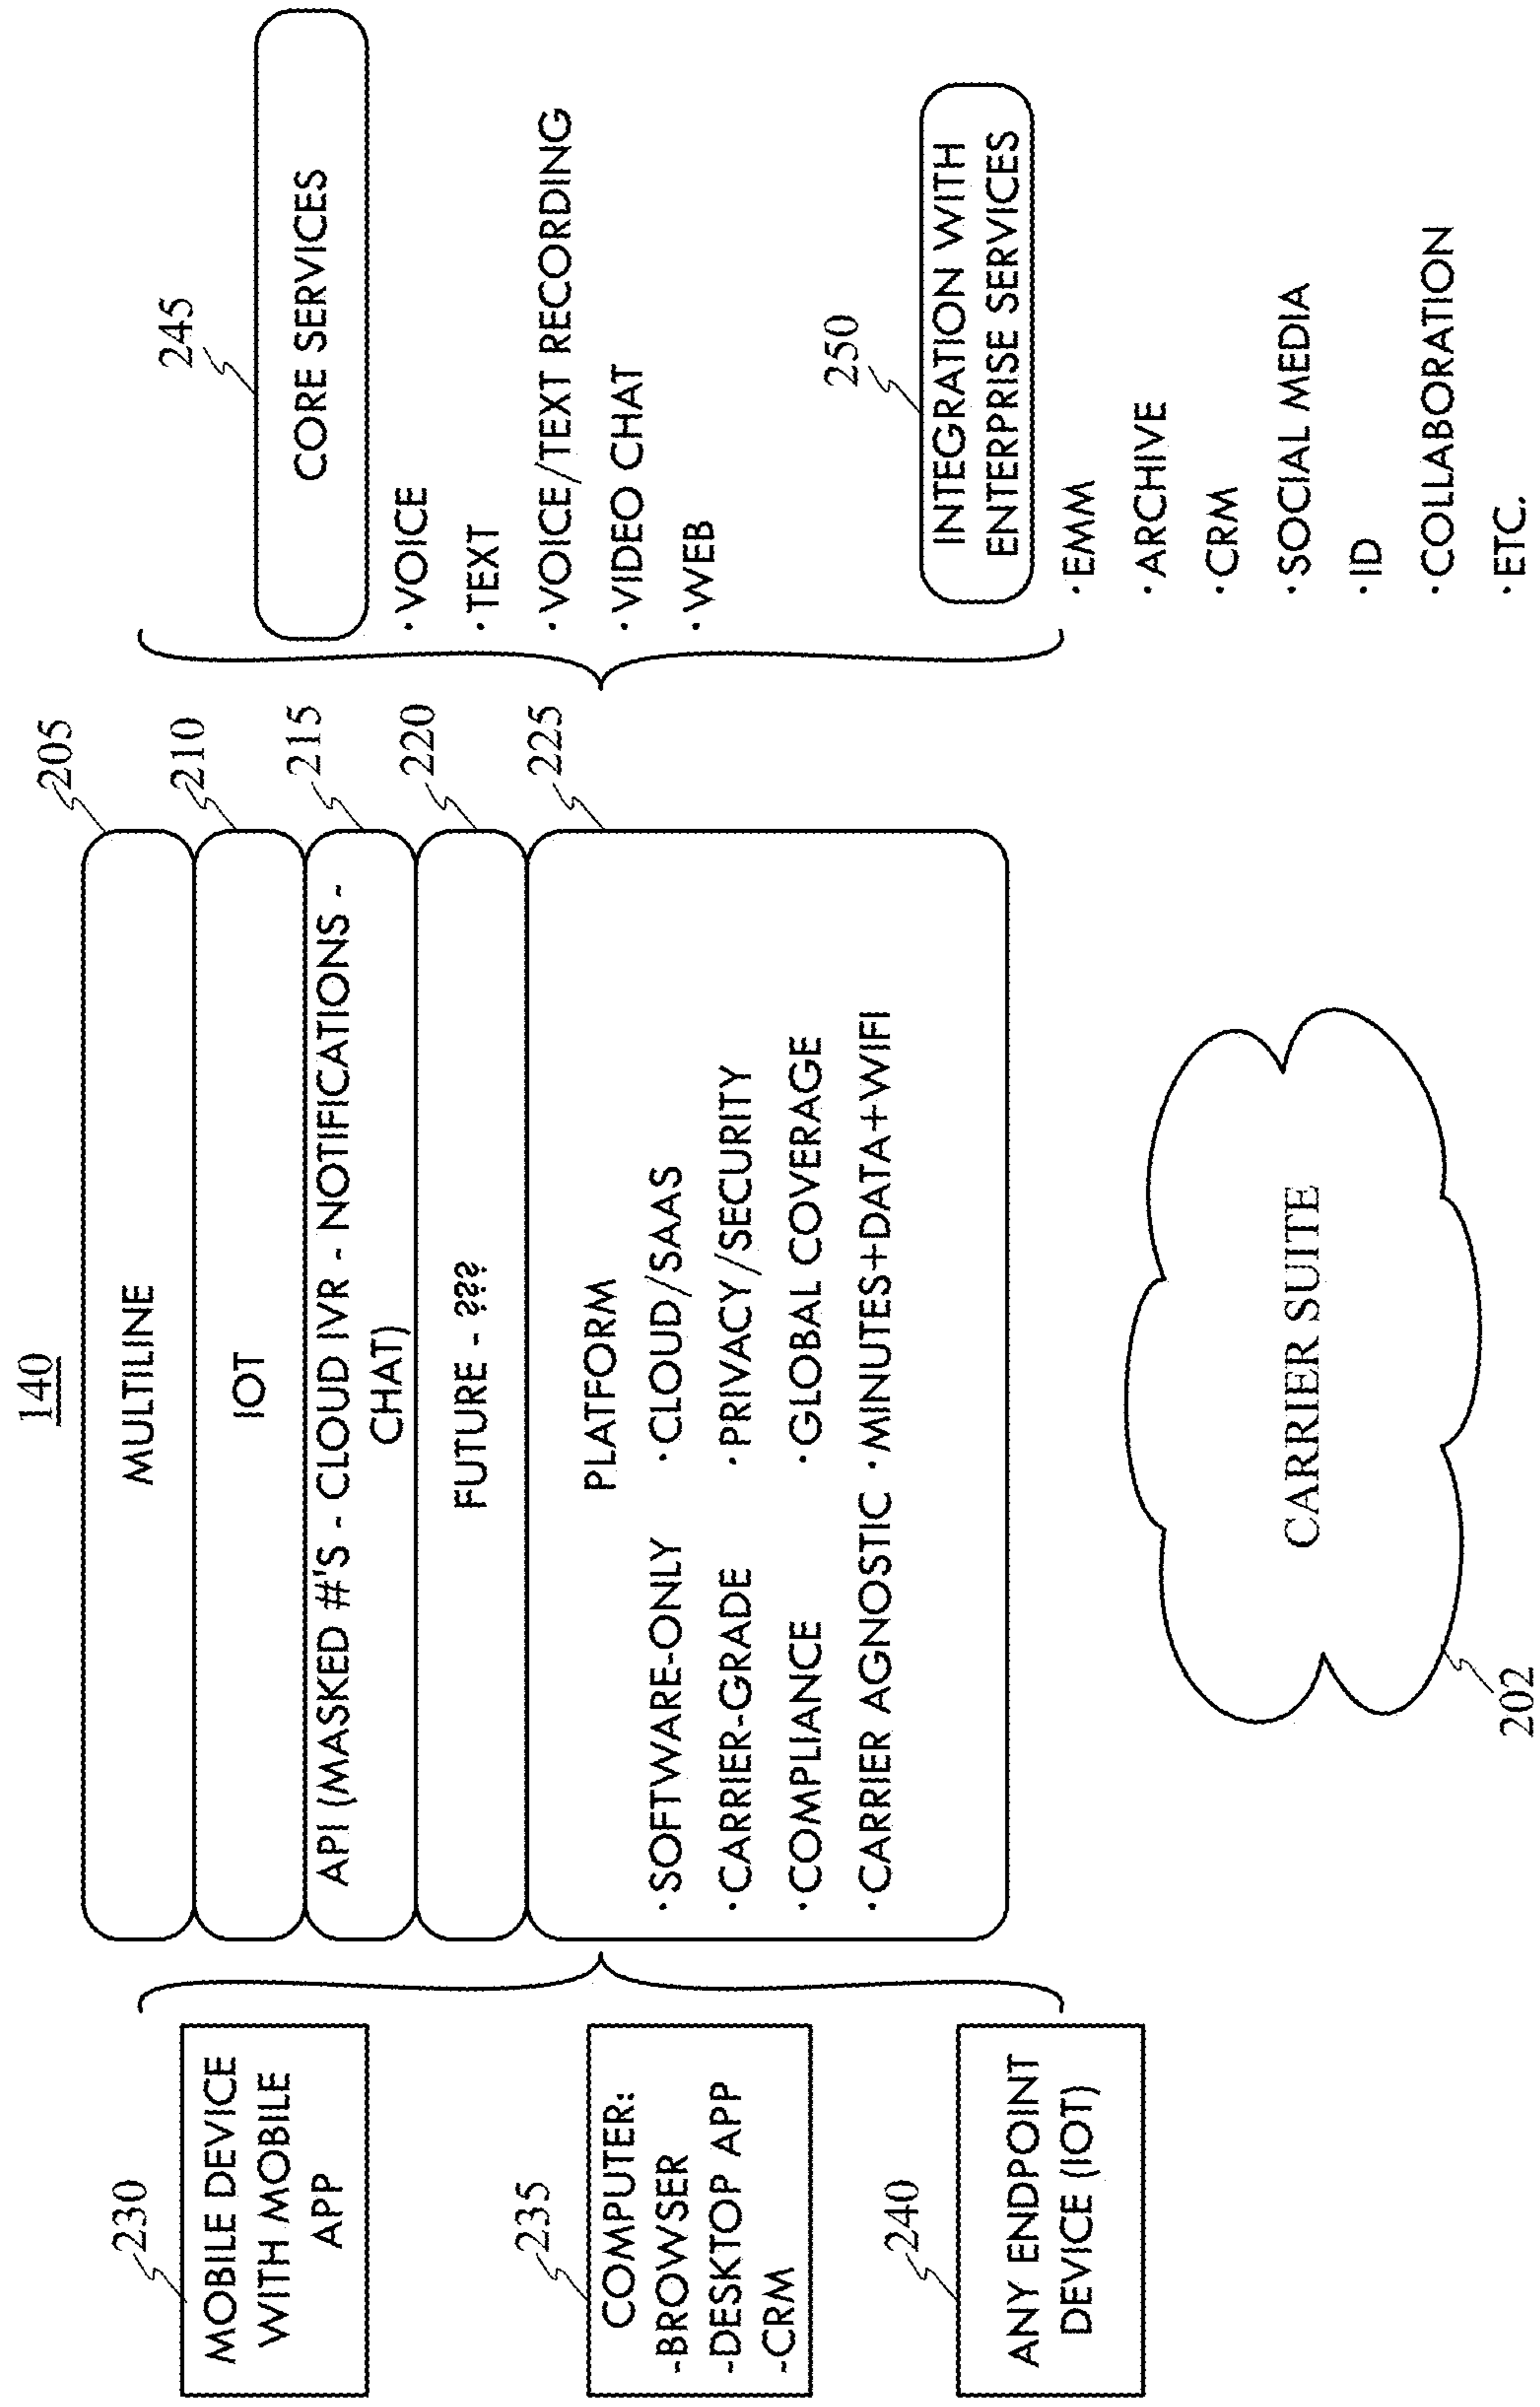 140
230
MOBILE DEVICE
WITH MOBILE
APP
235
COMPUTER:
-BROWSER
-DESKTOP APP
-CRM
240
ANY ENDPOINT
DEVICE (IOT)
MULTILINE
205
IOT
210
API (MASKED #'S - CLOUD IVR - NOTIFICATIONS -
CHAT)
215
FUTURE - ???
220
225
PLATFORM
·SOFTWARE-ONLY ·CLOUD/SAAS
·CARRIER-GRADE ·PRIVACY/SECURITY
·COMPLIANCE ·GLOBAL COVERAGE
·CARRIER AGNOSTIC ·MINUTES+DATA+WIFI
CARRIER SUITE
202
245
CORE SERVICES
·VOICE
·TEXT
·VOICE/TEXT RECORDING
·VIDEO CHAT
·WEB
250
INTEGRATION WITH
ENTERPRISE SERVICES
·EMM
·ARCHIVE
·CRM
·SOCIAL MEDIA
·ID
·COLLABORATION
·ETC.